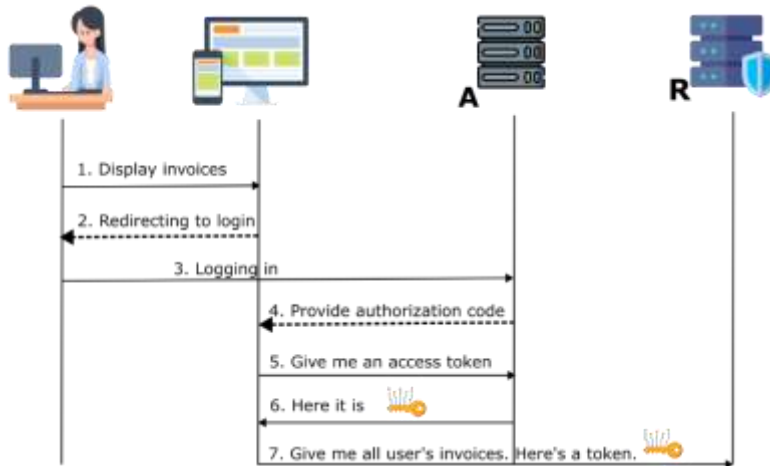 A
R
1. Display invoices
2. Redirecting to login
3. Logging in
4. Provide authorization code
5. Give me an access token
6. Here it is
7. Give me all user's invoices. Here's a token.